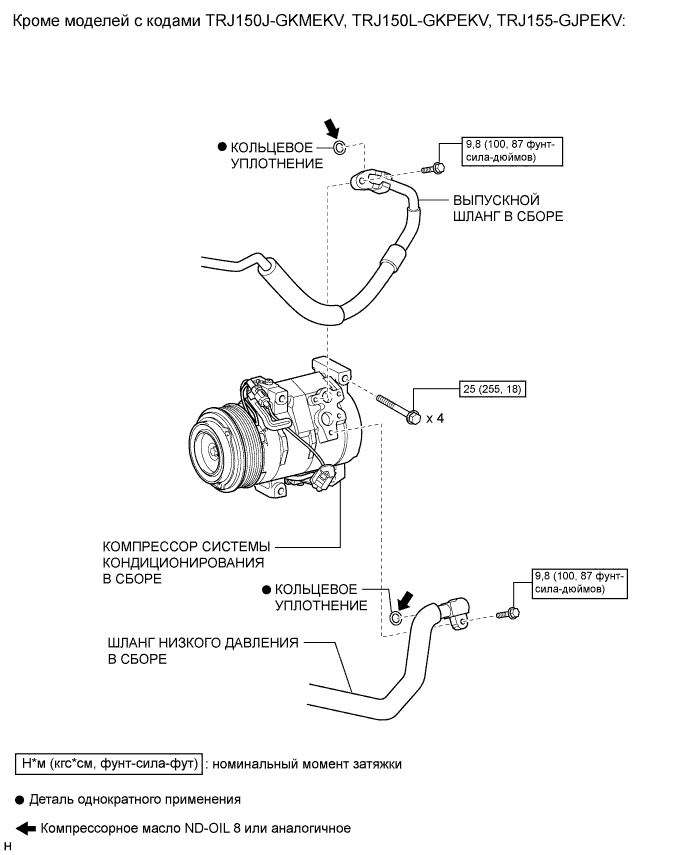 Кроме моделей с кодами TRJ150J-GKMEKV, TRJ150L-GKPEKV, TRJ155-GJPEKV:
● КОЛЬЦЕВОЕ
УПЛОТНЕНИЕ
9,8 (100, 87 фунт-
сила-дюймов)
ВЫПУСКНОЙ
ШЛАНГ В СБОРЕ
25 (255, 18)
x 4
КОМПРЕССОР СИСТЕМЫ
КОНДИЦИОНИРОВАНИЯ
В СБОРЕ
● КОЛЬЦЕВОЕ
УПЛОТНЕНИЕ
9,8 (100, 87 фунт-
сила-дюймов)
ШЛАНГ НИЗКОГО ДАВЛЕНИЯ
В СБОРЕ
Н*м (кгс*см, фунт-сила-фут) : номинальный момент затяжки
● Деталь однократного применения
Компрессорное масло ND-OIL 8 или аналогичное
H